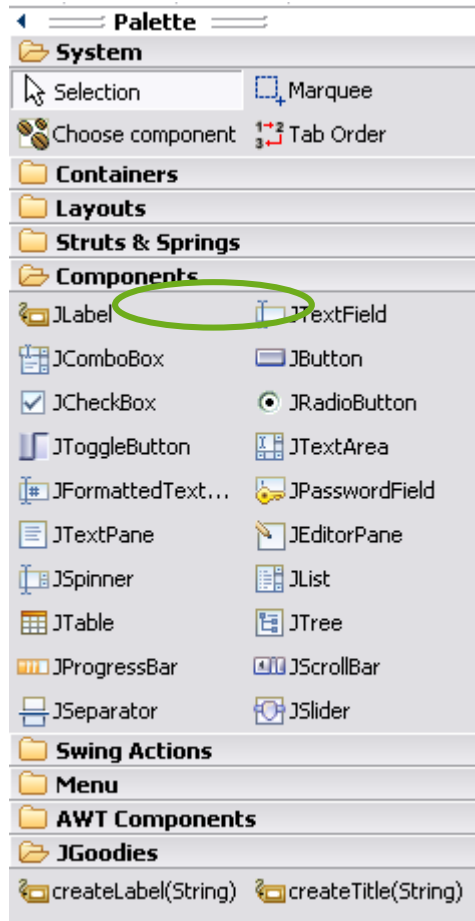 Palette
System
Selection Marquee
Choose component Tab Order
Containers
Layouts
Struts & Springs
Components
JLabel JTextField
JComboBox JButton
JCheckBox JRadioButton
JToggleButton JTextArea
JFormattedText... JPasswordField
JTextPane JEditorPane
JSpinner JList
JTable JTree
JProgressBar JScrollBar
JSeparator JSlider
Swing Actions
Menu
AWT Components
JGoodies
createLabel(String) createTitle(String)